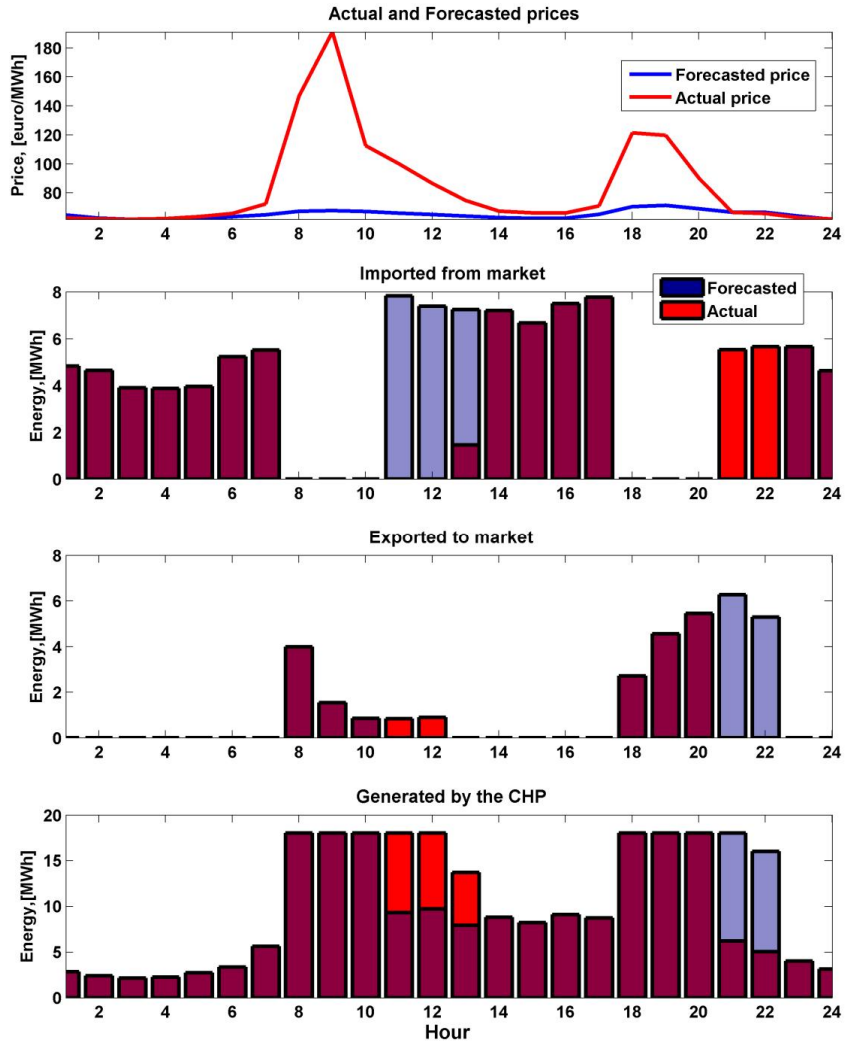 Actual and Forecasted prices
Price, [euro/MWh]
180
160
140
120
100
80
Forecasted price
Actual price
2 4 6 8 10 12 14 16 18 20 22 24
Imported from market
Energy,[MWh]
8
6
4
2
0
Forecasted
Actual
2 4 6 8 10 12 14 16 18 20 22 24
Exported to market
Energy,[MWh]
8
6
4
2
0
2 4 6 8 10 12 14 16 18 20 22 24
Generated by the CHP
Energy,[MWh]
20
15
10
5
0
2 4 6 8 10 12 14 16 18 20 22 24
Hour